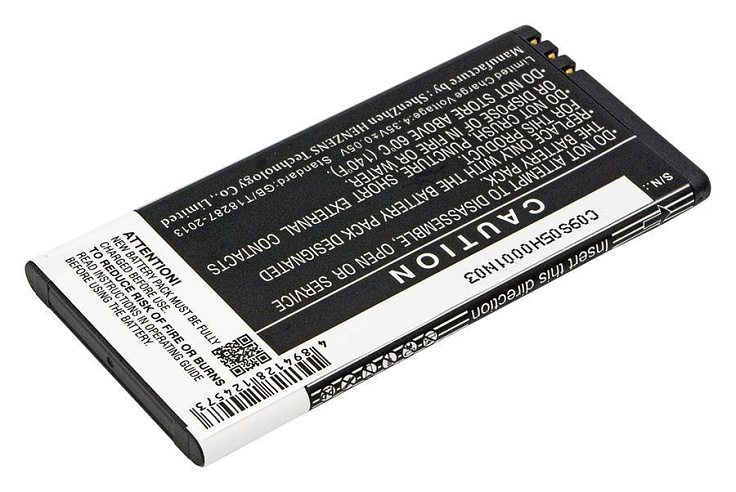 S/N:
C09S05H0001N03
Insert this direction
CAUTION
*DO NOT ATTEMPT TO DISASSEMBLE, OPEN OR SERVICE
THE BATTERY PACK.
*REPLACE ONLY WITH THE BATTERY PACK DESIGNATED
FOR THIS PRODUCT.
*DO NOT CRUSH, PUNCTURE, SHORT EXTERNAL CONTACTS
OR DISPOSE OF IN FIRE OR WATER.
*DO NOT STORE ABOVE 60°C (140°F).
Limited Charge Voltage: 4.35V±0.05V Standard:GB/T18287-2013
Manufacture by: ShenZhen HENZENS Technology Co., Limited
ATTENTION!
NEW BATTERY PACK MUST BE FULLY
CHARGED BEFORE USE.
TO REDUCE RISK OF FIRE OR BURNS
READ INSTRUCTIONS IN OPERATING GUIDE
BEFORE USING THE BATTERY.
4 894128 124573